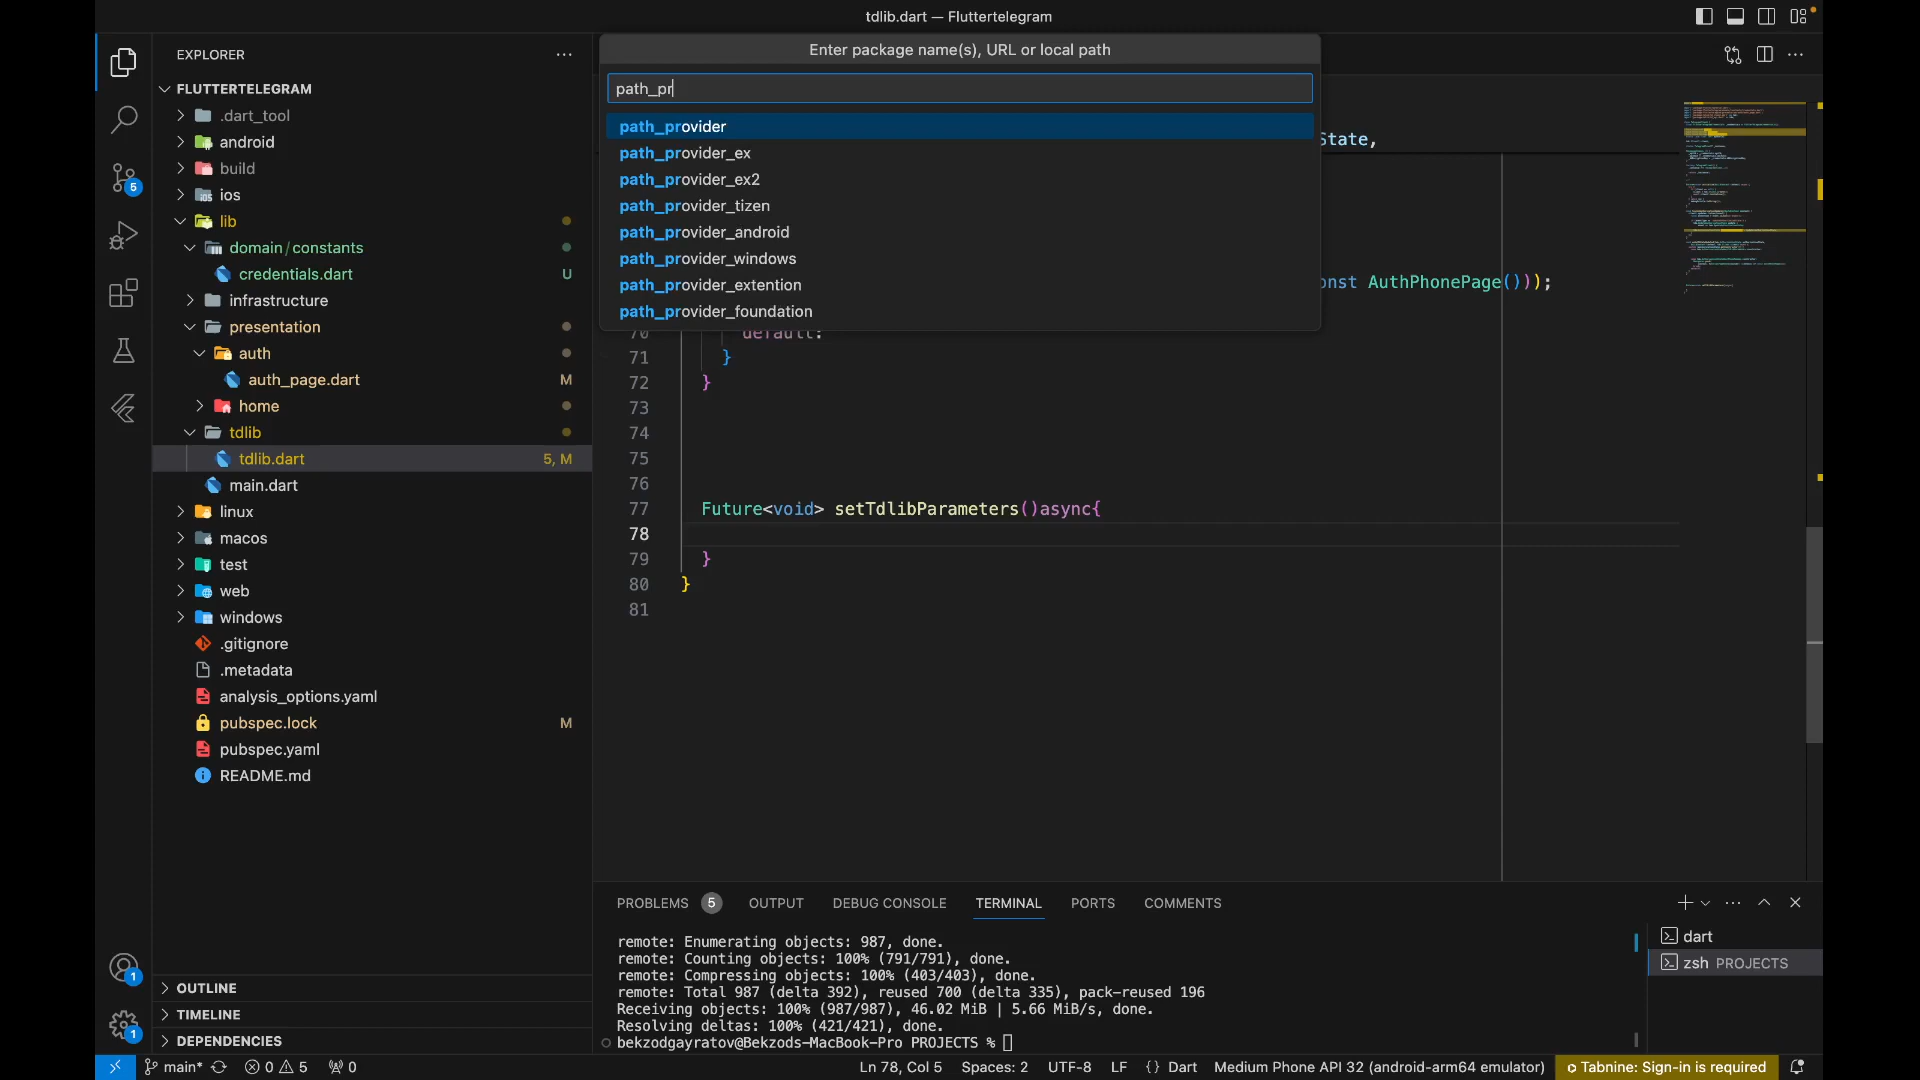 tdlib.dart — Fluttertelegram
EXPLORER
FLUTTERTELEGRAM
.dart_tool
android
build
ios
lib
domain/constants
credentials.dart U
infrastructure
presentation
auth
auth_page.dart M
home
tdlib
tdlib.dart 5, M
main.dart
linux
macos
test
web
windows
.gitignore
.metadata
analysis_options.yaml
pubspec.lock M
pubspec.yaml
README.md
OUTLINE
TIMELINE
DEPENDENCIES
5
1
1
Enter package name(s), URL or local path
path_pr
path_provider
path_provider_ex
path_provider_ex2
path_provider_tizen
path_provider_android
path_provider_windows
path_provider_extention
path_provider_foundation
State,
onst AuthPhonePage()));
70 default:
71 }
72 }
73
74
75
76
77 Future<void> setTdlibParameters()async{
78
79 }
80 }
81
PROBLEMS 5 OUTPUT DEBUG CONSOLE TERMINAL PORTS COMMENTS
remote: Enumerating objects: 987, done.
remote: Counting objects: 100% (791/791), done.
remote: Compressing objects: 100% (403/403), done.
remote: Total 987 (delta 392), reused 700 (delta 335), pack-reused 196
Receiving objects: 100% (987/987), 46.02 MiB | 5.66 MiB/s, done.
Resolving deltas: 100% (421/421), done.
bekzodgayratov@Bekzods-MacBook-Pro PROJECTS %
dart
zsh PROJECTS
main* 0 5 0 Ln 78, Col 5 Spaces: 2 UTF-8 LF {} Dart Medium Phone API 32 (android-arm64 emulator) Tabnine: Sign-in is required